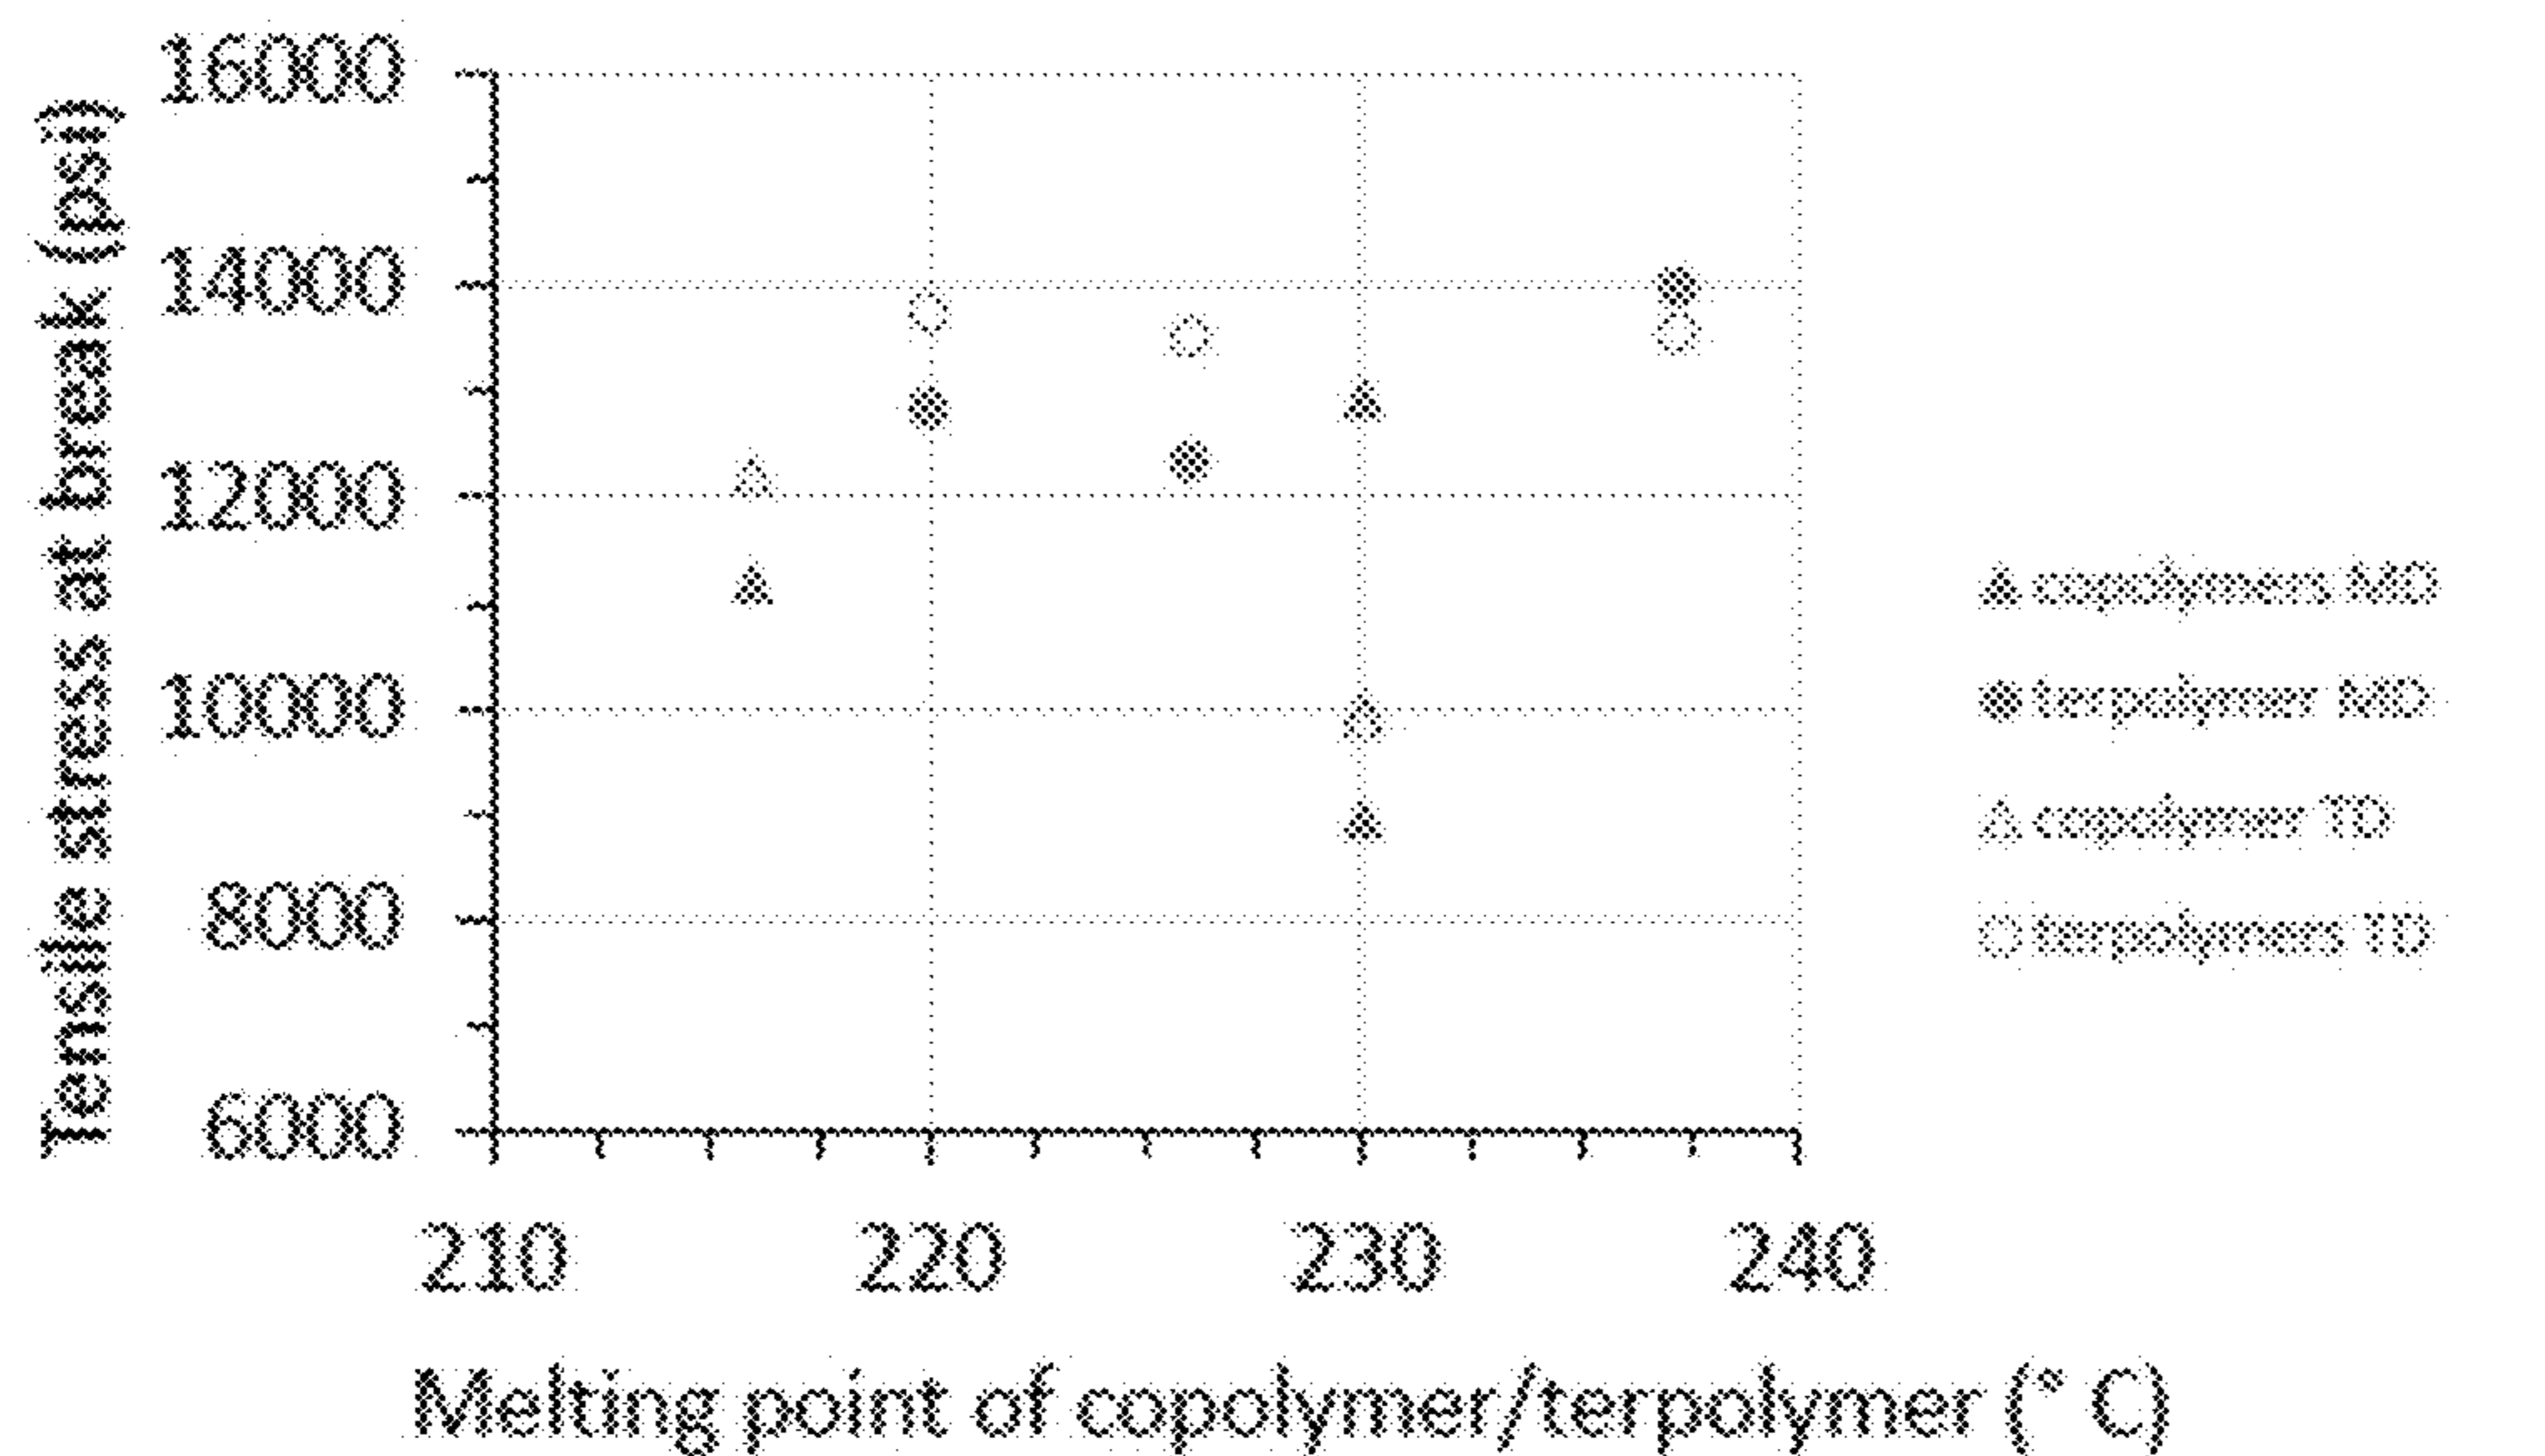 Tensile stress at break (psi)
16000
14000
12000
10000
8000
6000
210 220 230 240
Melting point of copolymer/terpolymer (° C)
copolymers MD
terpolymer MD
copolymer TD
terpolymers TD